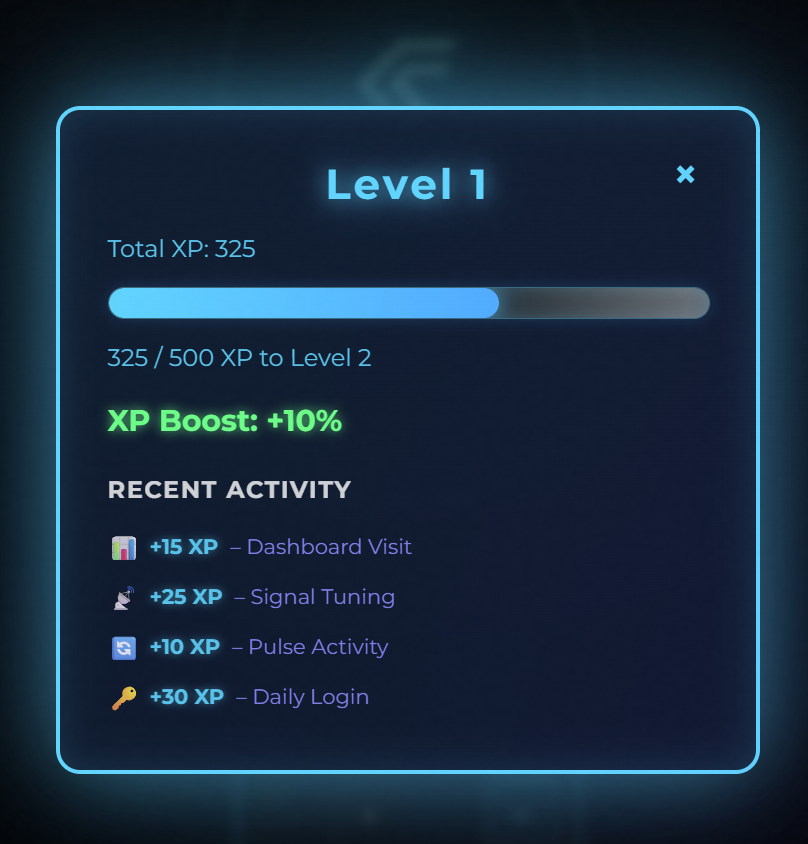 Level 1
Total XP: 325
325 / 500 XP to Level 2
XP Boost: +10%
RECENT ACTIVITY
+15 XP – Dashboard Visit
+25 XP – Signal Tuning
+10 XP – Pulse Activity
+30 XP – Daily Login